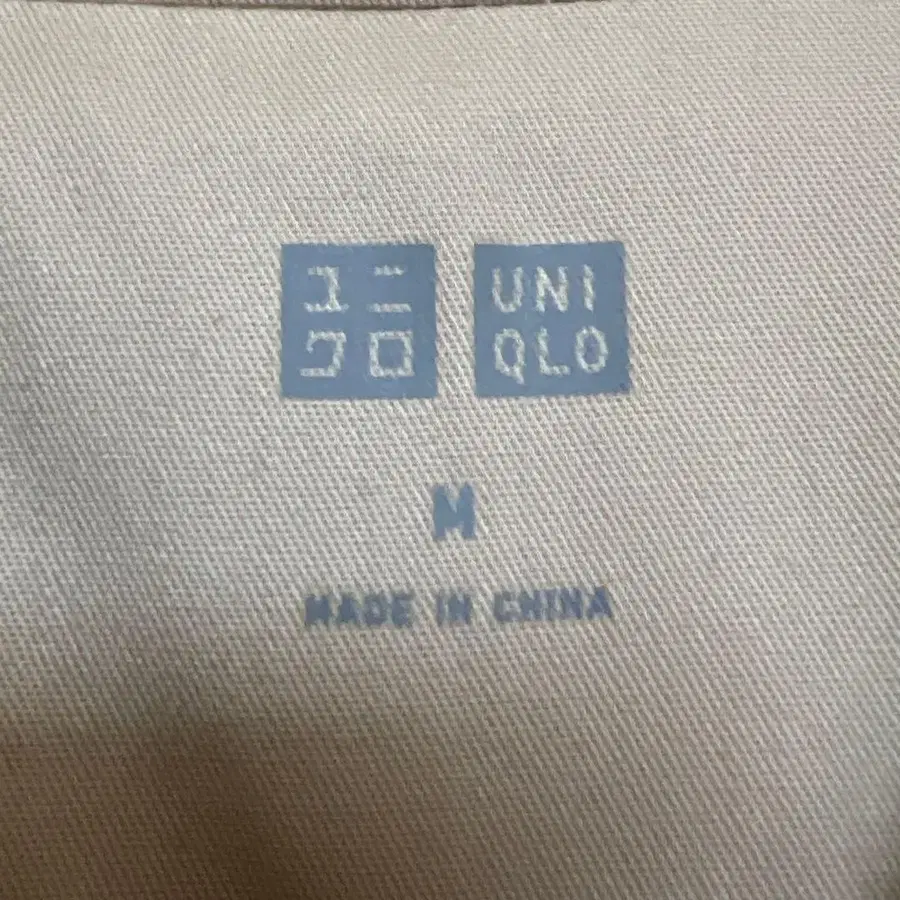 ユニ
クロ
UNI
QLO
M
MADE IN CHINA